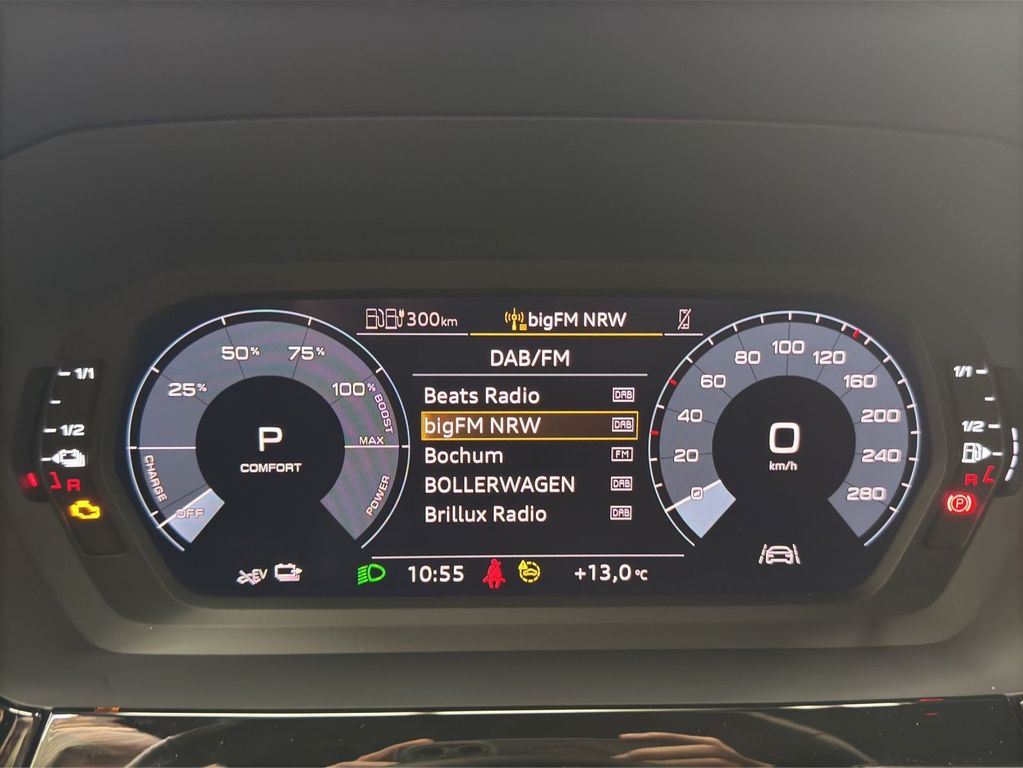 300 km
bigFM NRW
DAB/FM
Beats Radio DAB
bigFM NRW DAB
Bochum FM
BOLLERWAGEN DAB
Brillux Radio DAB
50%
75%
25%
100%
BOOST
MAX
POWER
CHARGE
OFF
P
COMFORT
100
80
120
60
160
40
200
20
240
0
280
0
km/h
1/1
1/2
R
1/1
1/2
R
P
EV
10:55
+13,0 °C